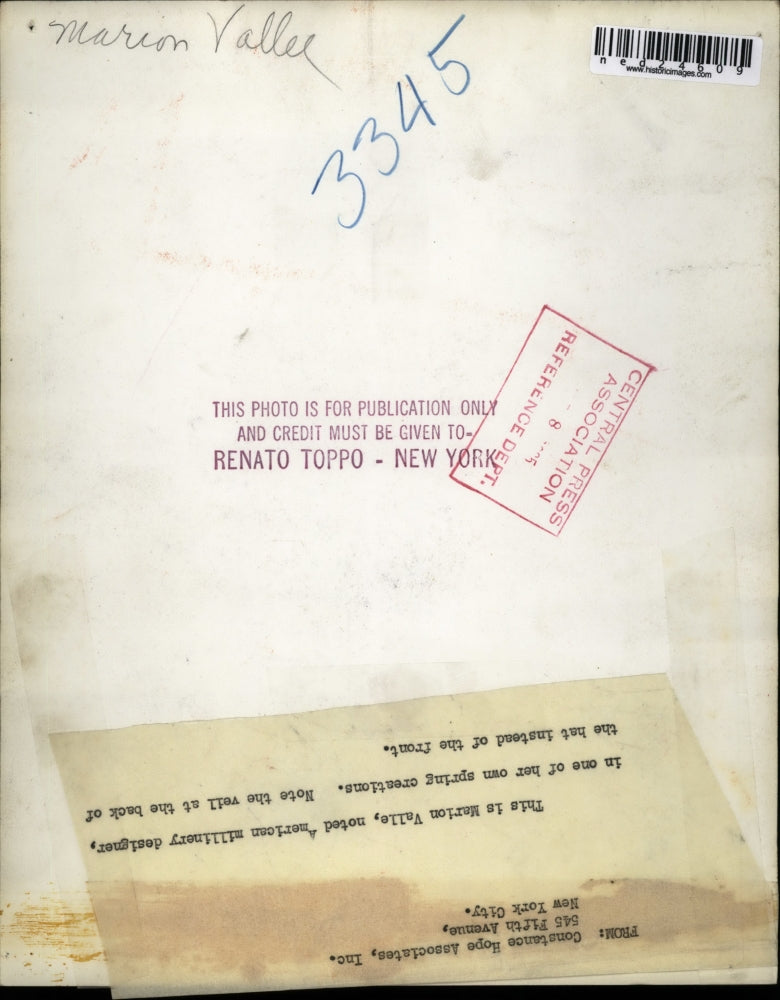 Marion Vallee
ned24609
www.historicimages.com
3345
THIS PHOTO IS FOR PUBLICATION ONLY
AND CREDIT MUST BE GIVEN TO-
RENATO TOPPO - NEW YORK
CENTRAL PRESS
ASSOCIATION
8
REFERENCE DEPT.
FROM: Constance Hope Associates, Inc.
545 Fifth Avenue,
New York City.
This is Marion Valle, noted American millinery designer,
in one of her own spring creations. Note the veil at the back of
the hat instead of the front.